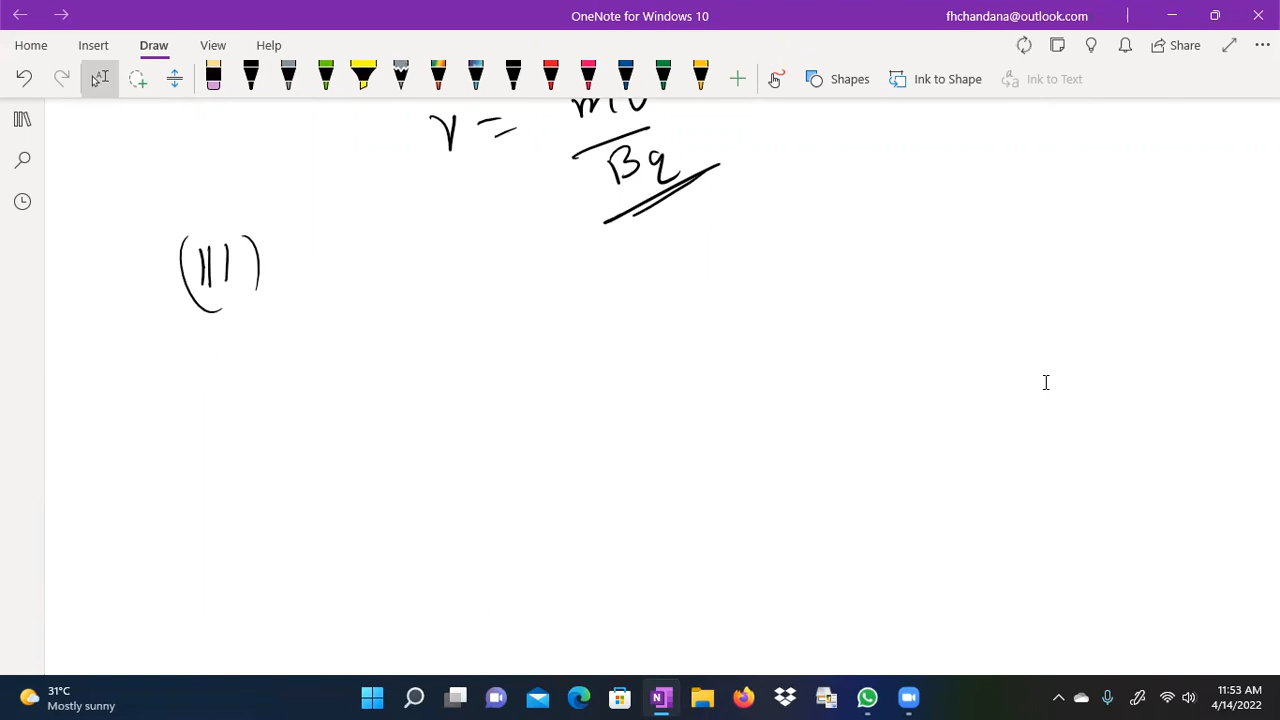 OneNote for Windows 10
fhchandana@outlook.com
Home Insert Draw View Help
Share
Shapes
Ink to Shape
Ink to Text
r = mv
Bq
(III)
31°C
Mostly sunny
11:53 AM
4/14/2022